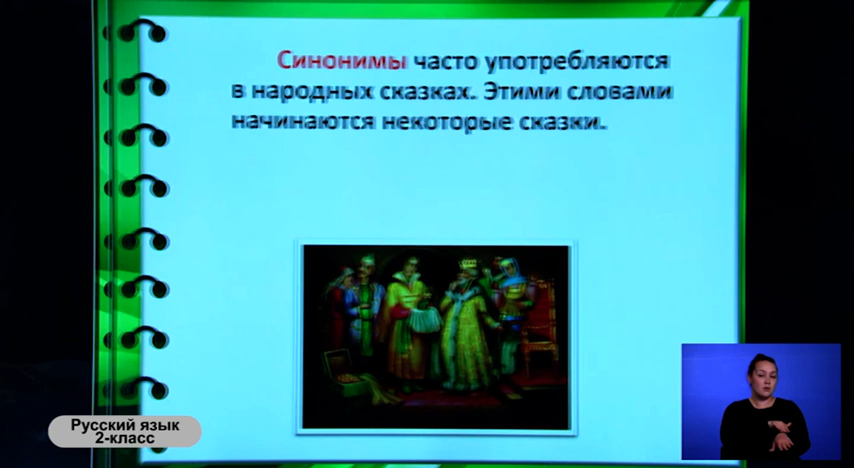 Синонимы часто употребляются
в народных сказках. Этими словами
начинаются некоторые сказки.
Русский язык
2-класс